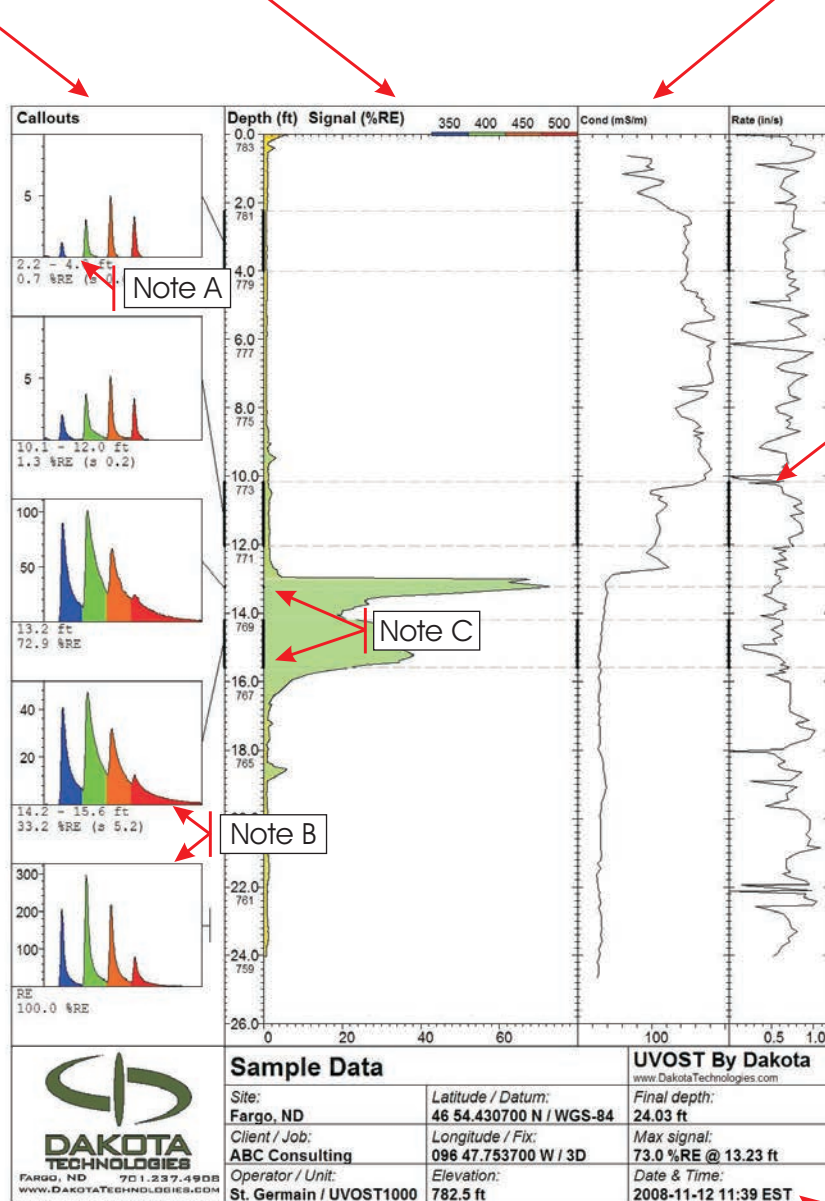 Callouts
Depth (ft) Signal (%RE)
350 400 450 500
Cond (mS/m)
Rate (in/s)
5
2.2 - 4. ft
0.7 %RE (s 0.
Note A
5
10.1 - 12.0 ft
1.3 %RE (s 0.2)
100
50
13.2 ft
72.9 %RE
40
20
14.2 - 15.6 ft
33.2 %RE (s 5.2)
Note B
300
200
100
RE
100.0 %RE
0.0
783
2.0
781
4.0
779
6.0
777
8.0
775
10.0
773
12.0
771
14.0
769
Note C
16.0
767
18.0
765
22.0
761
24.0
759
26.0
0 20 40 60
100
0.5 1.0
DAKOTA
TECHNOLOGIES
FARGO, ND 701.237.4908
WWW.DAKOTATECHNOLOGIES.COM
Sample Data
UVOST By Dakota
www.DakotaTechnologies.com
Site:
Fargo, ND
Latitude / Datum:
46 54.430700 N / WGS-84
Final depth:
24.03 ft
Client / Job:
ABC Consulting
Longitude / Fix:
096 47.753700 W / 3D
Max signal:
73.0 %RE @ 13.23 ft
Operator / Unit:
St. Germain / UVOST1000
Elevation:
782.5 ft
Date & Time:
2008-11-12 11:39 EST